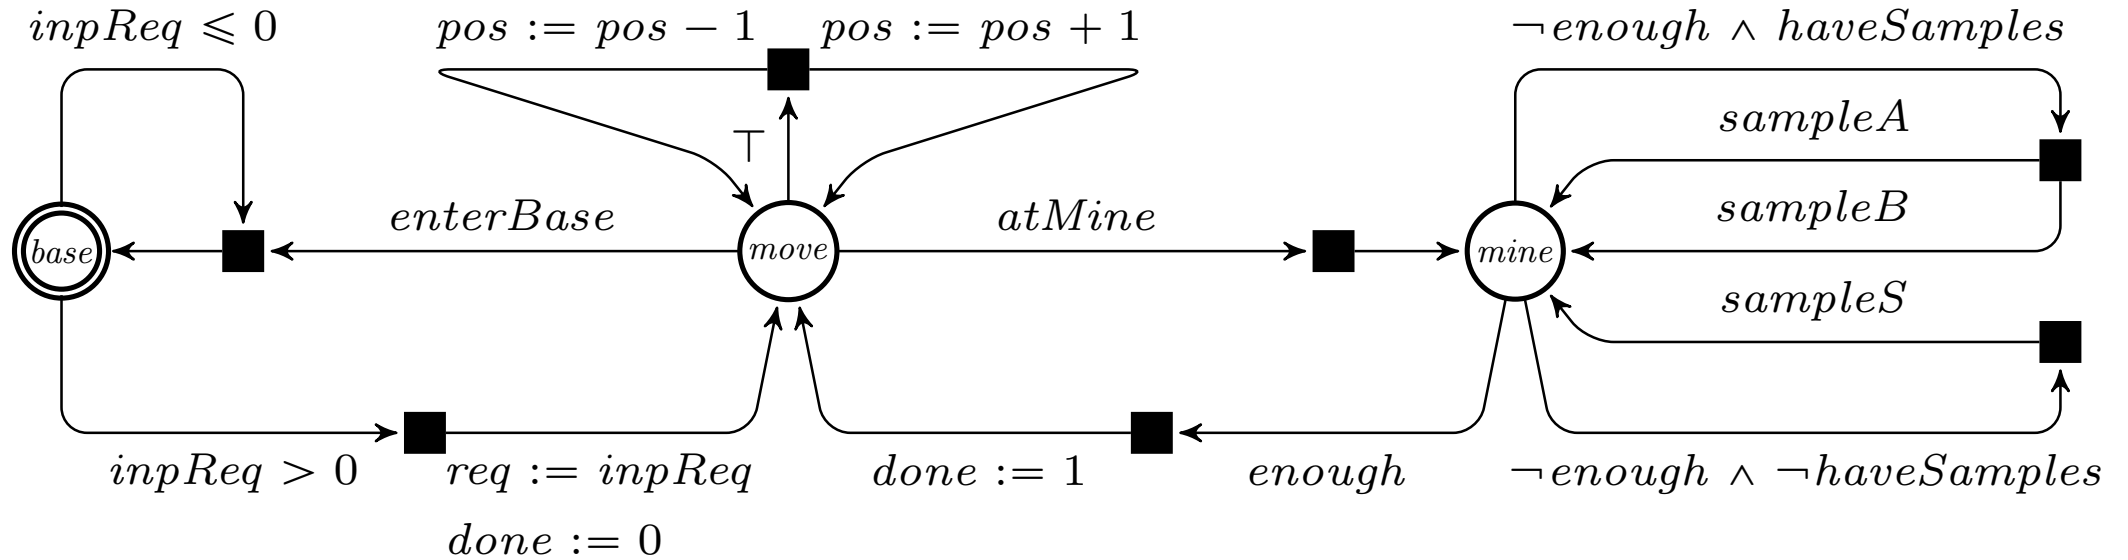 inpReq ⩽ 0
pos := pos − 1
pos := pos + 1
¬enough ∧ haveSamples
sampleA
⊤
enterBase
atMine
sampleB
base
move
mine
sampleS
inpReq > 0
req := inpReq
done := 1
enough
¬enough ∧ ¬haveSamples
done := 0